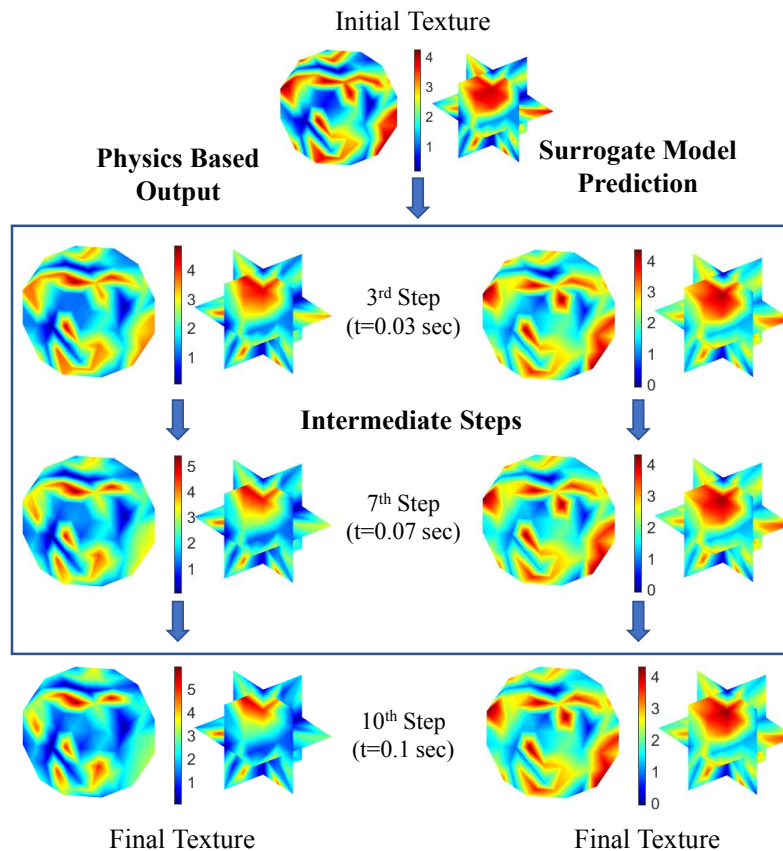 Initial Texture
4
3
2
1
Physics Based
Output
Surrogate Model
Prediction
4
3
2
1
3rd Step
(t=0.03 sec)
4
3
2
1
0
Intermediate Steps
5
4
3
2
1
7th Step
(t=0.07 sec)
4
3
2
1
0
5
4
3
2
1
10th Step
(t=0.1 sec)
4
3
2
1
0
Final Texture
Final Texture